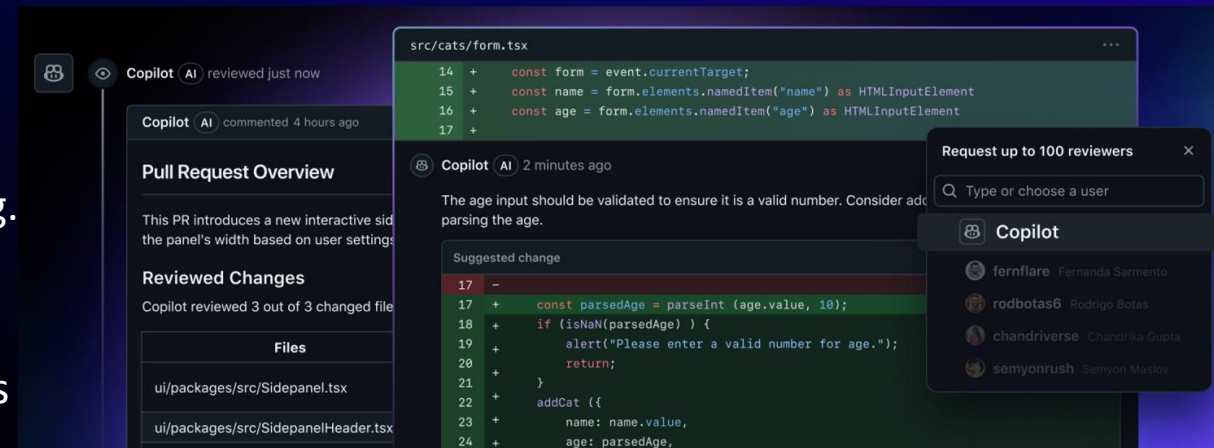 g.
s
Copilot AI reviewed just now
Copilot AI commented 4 hours ago
Pull Request Overview
This PR introduces a new interactive sid
the panel's width based on user settings
Reviewed Changes
Copilot reviewed 3 out of 3 changed file
Files
ui/packages/src/Sidepanel.tsx
ui/packages/src/SidepanelHeader.tsx
src/cats/form.tsx
14 + const form = event.currentTarget;
15 + const name = form.elements.namedItem("name") as HTMLInputElement
16 + const age = form.elements.namedItem("age") as HTMLInputElement
17 +
Copilot AI 2 minutes ago
The age input should be validated to ensure it is a valid number. Consider add
parsing the age.
Suggested change
17 -
17 + const parsedAge = parseInt (age.value, 10);
18 + if (isNaN(parsedAge) ) {
19 + alert("Please enter a valid number for age.");
20 + return;
21 + }
22 + addCat ({
23 + name: name.value,
24 + age: parsedAge,
Request up to 100 reviewers
Type or choose a user
Copilot
fernflare Fernanda Sarmento
rodbotas6 Rodrigo Botas
chandriverse Chandrika Gupta
semyonrush Semyon Maslov